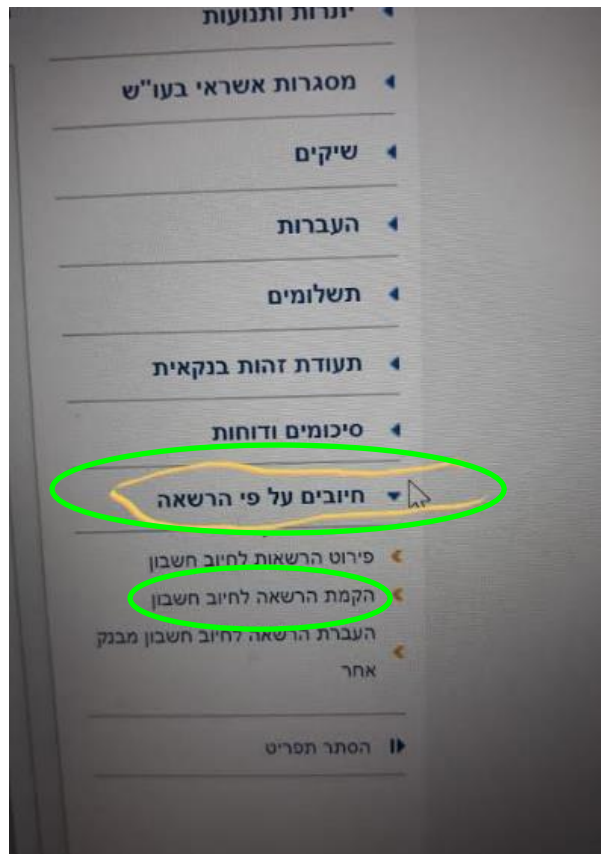 יתרות ותנועות
מסגרות אשראי בעו"ש
שיקים
העברות
תשלומים
תעודת זהות בנקאית
סיכומים ודוחות
חיובים על פי הרשאה
פירוט הרשאות לחיוב חשבון
הקמת הרשאה לחיוב חשבון
העברת הרשאה לחיוב חשבון מבנק
אחר
הסתר תפריט